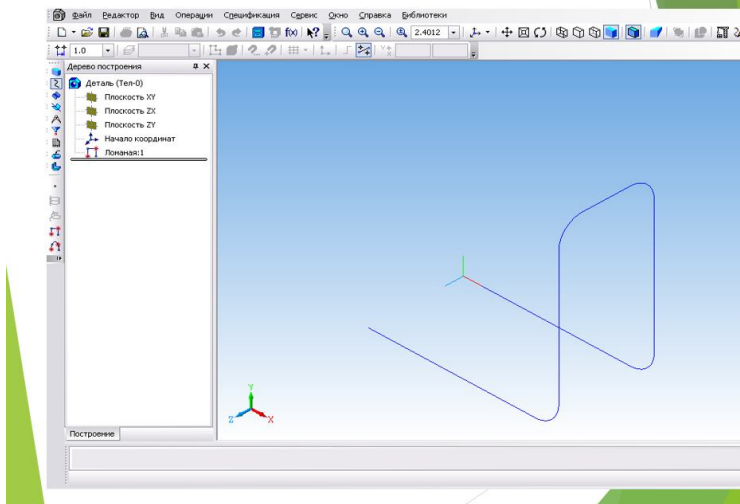 Файл Редактор Вид Операции Спецификация Сервис Окно Справка Библиотеки
f(x) 2.4012
1.0
Дерево построения
Деталь (Тел-0)
Плоскость XY
Плоскость ZX
Плоскость ZY
Начало координат
Ломаная:1
Y
Z X
Построение